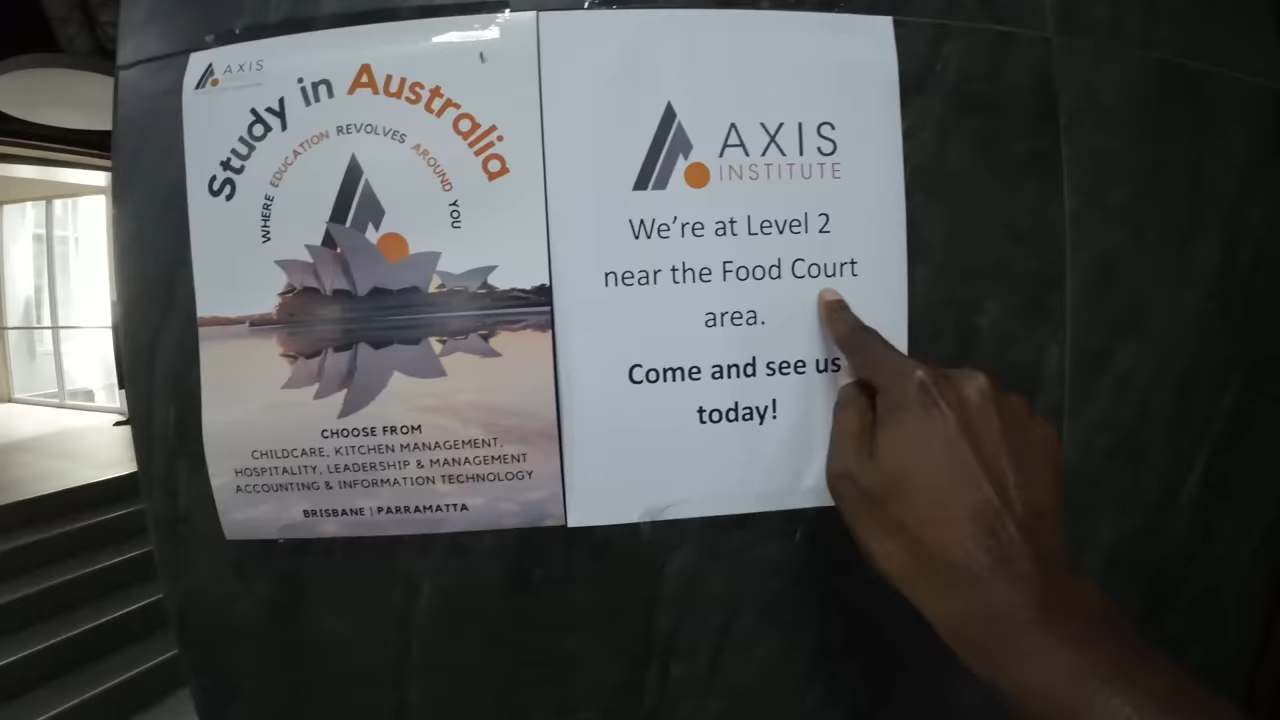 AXIS
Study in Australia
WHERE EDUCATION REVOLVES AROUND YOU
CHOOSE FROM
CHILDCARE, KITCHEN MANAGEMENT,
HOSPITALITY, LEADERSHIP & MANAGEMENT
ACCOUNTING & INFORMATION TECHNOLOGY
BRISBANE | PARRAMATTA
AXIS
INSTITUTE
We're at Level 2
near the Food Court
area.
Come and see us
today!